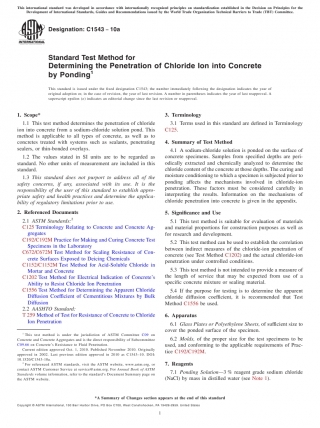 This international standard was developed in accordance with internationally recognized principles on standardization established in the Decision on Principles for the
Development of International Standards, Guides and Recommendations issued by the World Trade Organization Technical Barriers to Trade (TBT) Committee.
Designation: C1543 − 10a
Standard Test Method for
Determining the Penetration of Chloride Ion into Concrete
by Ponding1
This standard is issued under the fixed designation C1543; the number immediately following the designation indicates the year of
original adoption or, in the case of revision, the year of last revision. A number in parentheses indicates the year of last reapproval. A
superscript epsilon (ε) indicates an editorial change since the last revision or reapproval.
1. Scope*
1.1 This test method determines the penetration of chloride
ion into concrete from a sodium-chloride solution pond. This
method is applicable to all types of concrete, as well as to
concretes treated with systems such as sealants, penetrating
sealers, or thin-bonded overlays.
1.2 The values stated in SI units are to be regarded as
standard. No other units of measurement are included in this
standard.
1.3 This standard does not purport to address all of the
safety concerns, if any, associated with its use. It is the
responsibility of the user of this standard to establish appro-
priate safety and health practices and determine the applica-
bility of regulatory limitations prior to use.
2. Referenced Documents
2.1 ASTM Standards:2
C125 Terminology Relating to Concrete and Concrete Ag-
gregates
C192/C192M Practice for Making and Curing Concrete Test
Specimens in the Laboratory
C672/C672M Test Method for Scaling Resistance of Con-
crete Surfaces Exposed to Deicing Chemicals
C1152/C1152M Test Method for Acid-Soluble Chloride in
Mortar and Concrete
C1202 Test Method for Electrical Indication of Concrete's
Ability to Resist Chloride Ion Penetration
C1556 Test Method for Determining the Apparent Chloride
Diffusion Coefficient of Cementitious Mixtures by Bulk
Diffusion
2.2 AASHTO Standard:
T 259 Method of Test for Resistance of Concrete to Chloride
Ion Penetration
1 This test method is under the jurisdiction of ASTM Committee C09 on
Concrete and Concrete Aggregates and is the direct responsibility of Subcommittee
C09.66 on Concrete's Resistance to Fluid Penetration.
Current edition approved Oct. 1, 2010. Published November 2010. Originally
approved in 2002. Last previous edition approved in 2010 as C1543–10. DOI:
10.1520/C1543-10A.
2 For referenced ASTM standards, visit the ASTM website, www.astm.org, or
contact ASTM Customer Service at service@astm.org. For Annual Book of ASTM
Standards volume information, refer to the standard's Document Summary page on
the ASTM website.
3. Terminology
3.1 Terms used in this standard are defined in Terminology
C125.
4. Summary of Test Method
4.1 A sodium-chloride solution is ponded on the surface of
concrete specimens. Samples from specified depths are peri-
odically extracted and chemically analyzed to determine the
chloride content of the concrete at those depths. The curing and
moisture conditioning to which a specimen is subjected prior to
ponding affects the mechanisms involved in chloride-ion
penetration. These factors must be considered carefully in
interpreting the results. Information on the mechanisms of
chloride penetration into concrete is given in the appendix.
5. Significance and Use
5.1 This test method is suitable for evaluation of materials
and material proportions for construction purposes as well as
for research and development.
5.2 This test method can be used to establish the correlation
between indirect measures of the chloride-ion penetration of
concrete (see Test Method C1202) and the actual chloride-ion
penetration under controlled conditions.
5.3 This test method is not intended to provide a measure of
the length of service that may be expected from use of a
specific concrete mixture or sealing material.
5.4 If the purpose for testing is to determine the apparent
chloride diffusion coefficient, it is recommended that Test
Method C1556 be used.
6. Apparatus
6.1 Glass Plates or Polyethylene Sheets, of sufficient size to
cover the ponded surface of the specimen.
6.2 Molds, of the proper size for the test specimens to be
used, and conforming to the applicable requirements of Prac-
tice C192/C192M.
7. Reagents
7.1 Ponding Solution—3 % reagent grade sodium chloride
(NaCl) by mass in distilled water (see Note 1).
*A Summary of Changes section appears at the end of this standard
1